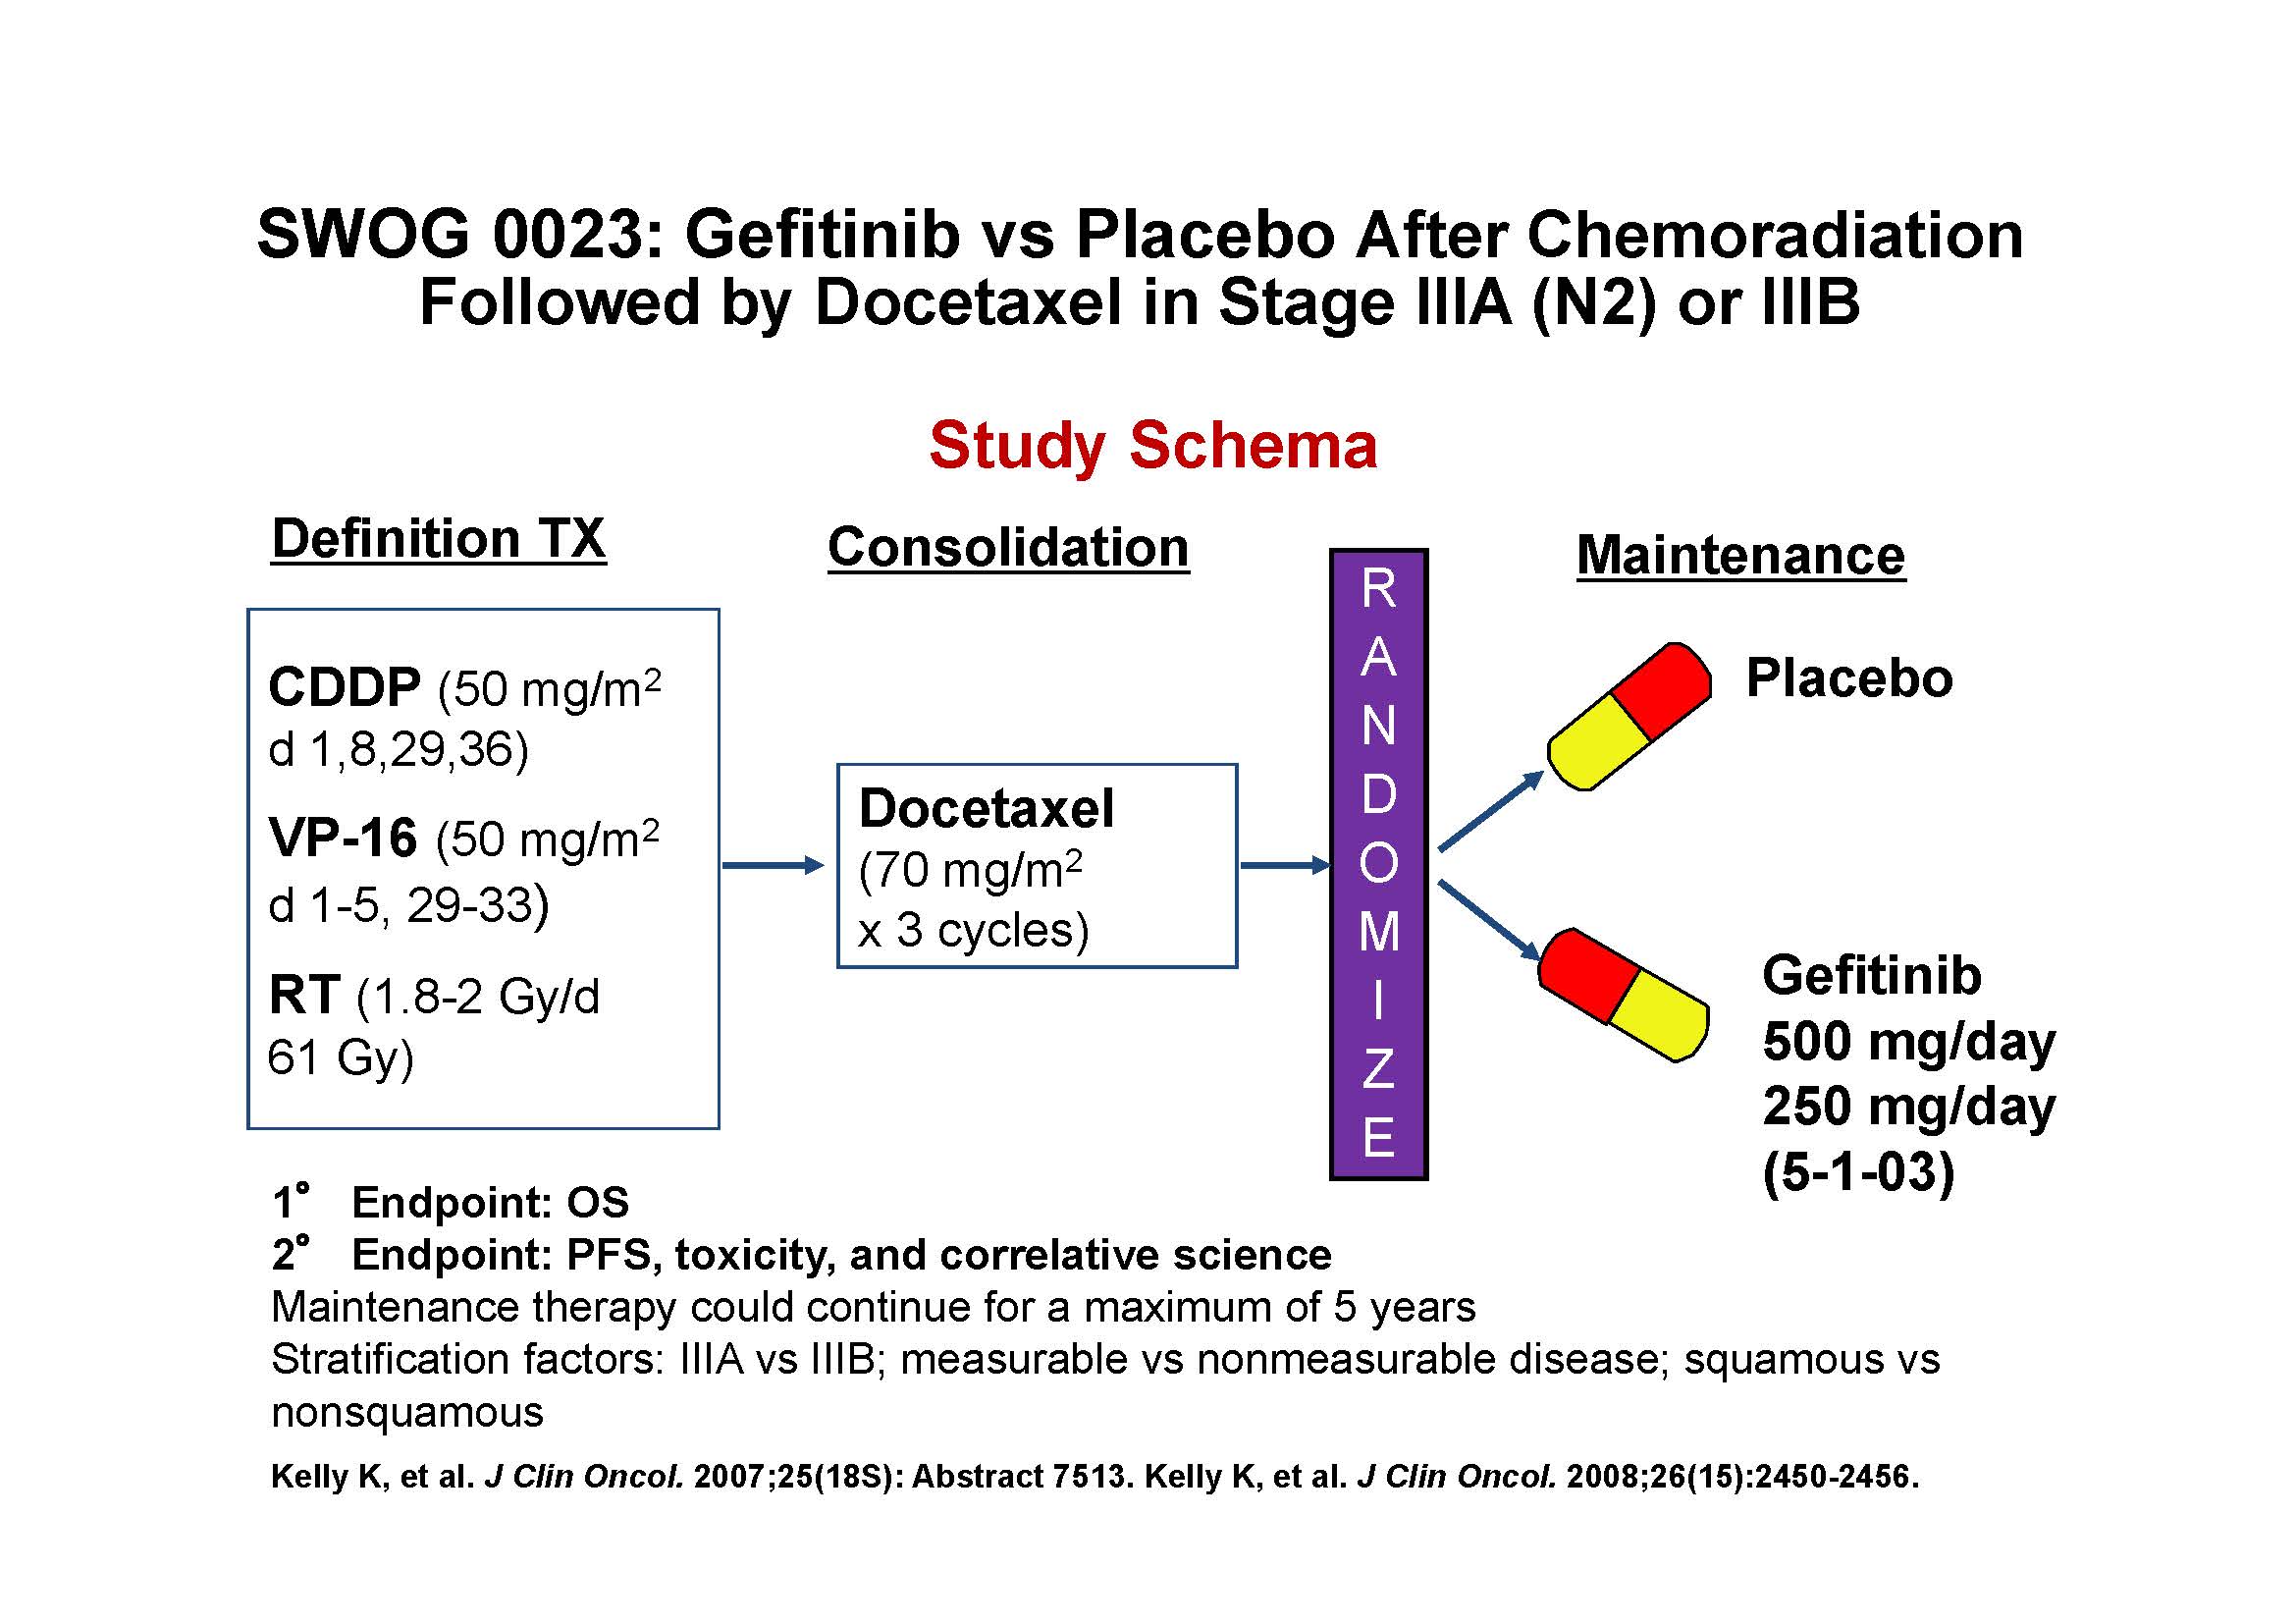 SWOG 0023: Gefitinib vs Placebo After Chemoradiation
Followed by Docetaxel in Stage IIIA (N2) or IIIB
Study Schema
Definition TX
CDDP (50 mg/m²
d 1,8,29,36)
VP-16 (50 mg/m²
d 1-5, 29-33)
RT (1.8-2 Gy/d
61 Gy)
Consolidation
Docetaxel
(70 mg/m²
x 3 cycles)
R
A
N
D
O
M
I
Z
E
Maintenance
Placebo
Gefitinib
500 mg/day
250 mg/day
(5-1-03)
1° Endpoint: OS
2° Endpoint: PFS, toxicity, and correlative science
Maintenance therapy could continue for a maximum of 5 years
Stratification factors: IIIA vs IIIB; measurable vs nonmeasurable disease; squamous vs
nonsquamous
Kelly K, et al. J Clin Oncol. 2007;25(18S): Abstract 7513. Kelly K, et al. J Clin Oncol. 2008;26(15):2450-2456.